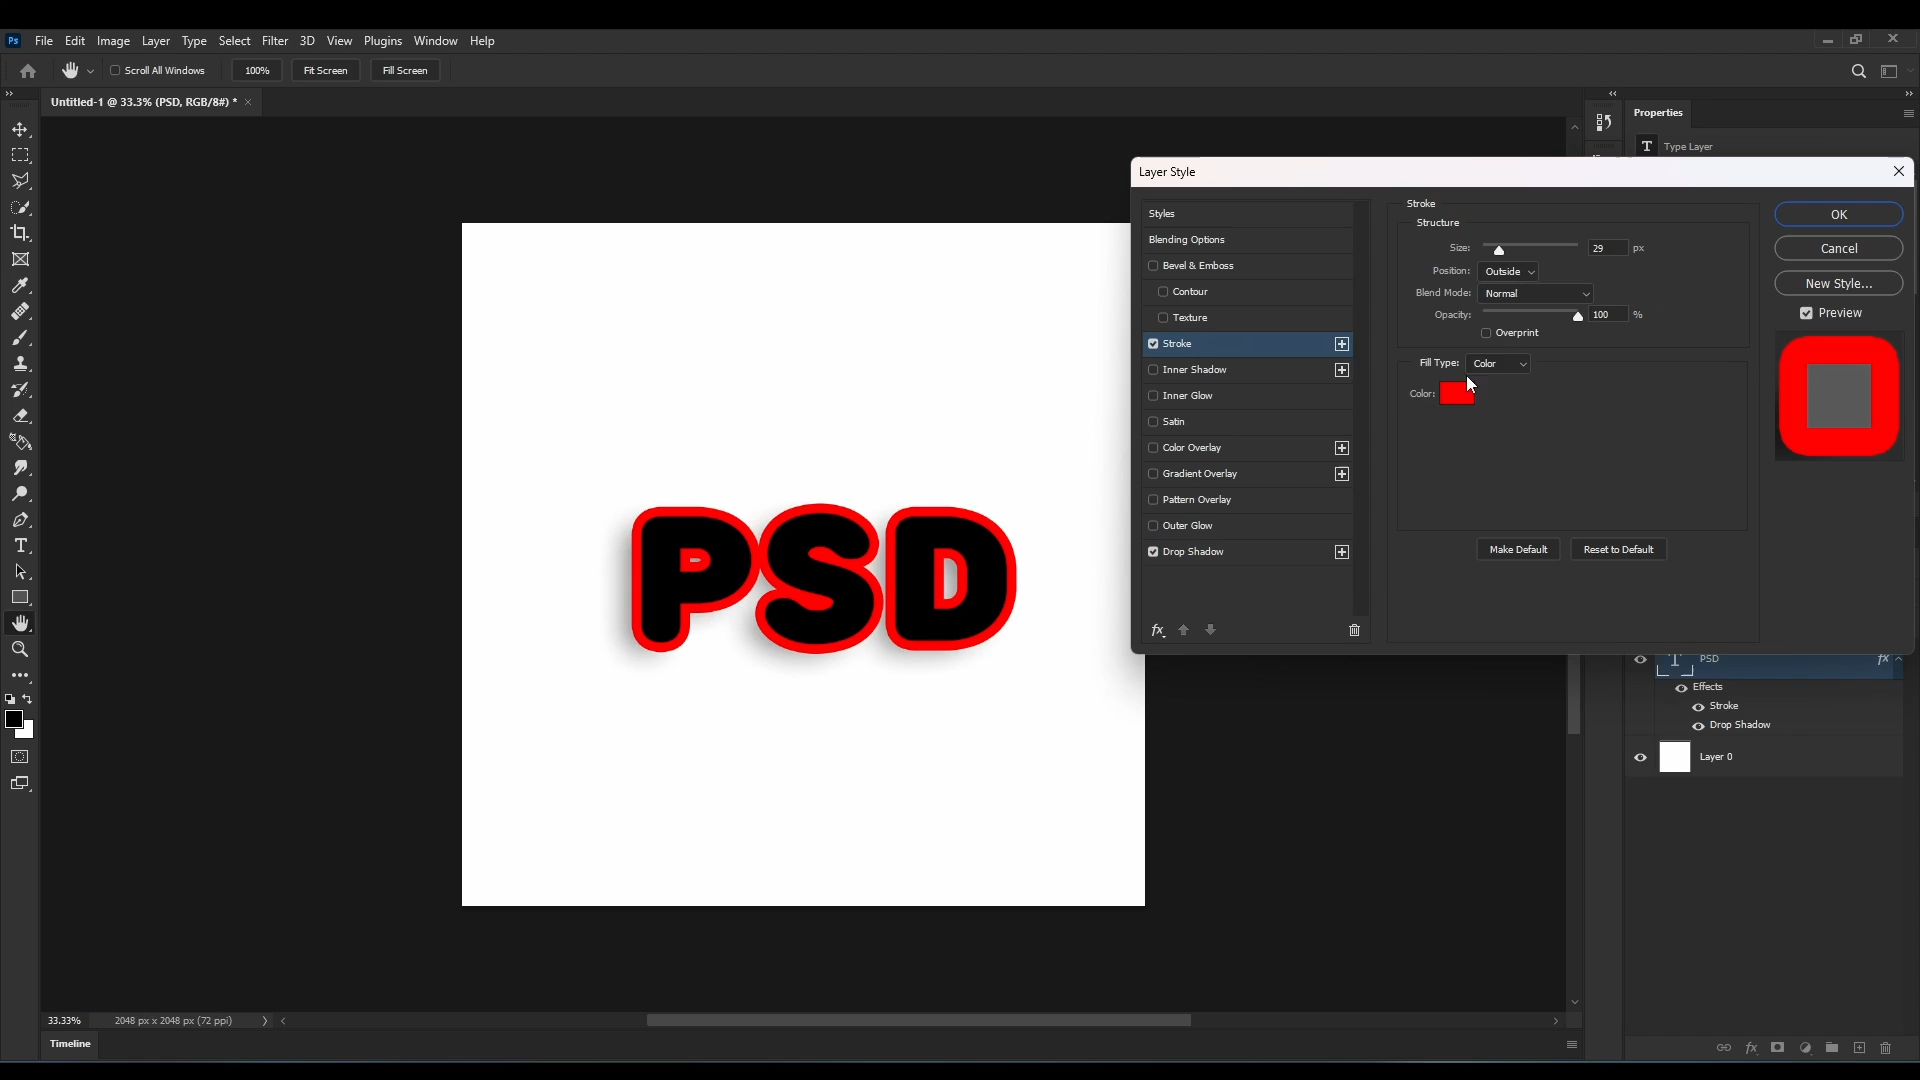 Ps File Edit Image Layer Type Select Filter 3D View Plugins Window Help
Scroll All Windows 100% Fit Screen Fill Screen
Untitled-1 @ 33.3% (PSD, RGB/8#) *
Properties
T Type Layer
Layer Style
Styles
Blending Options
Bevel & Emboss
Contour
Texture
Stroke
Inner Shadow
Inner Glow
Satin
Color Overlay
Gradient Overlay
Pattern Overlay
Outer Glow
Drop Shadow
fx
Stroke
Structure
Size: 29 px
Position: Outside
Blend Mode: Normal
Opacity: 100 %
Overprint
Fill Type: Color
Color:
Make Default Reset to Default
OK
Cancel
New Style...
Preview
PSD
PSD fx
Effects
Stroke
Drop Shadow
Layer 0
33.33% 2048 px x 2048 px (72 ppi)
Timeline
fx